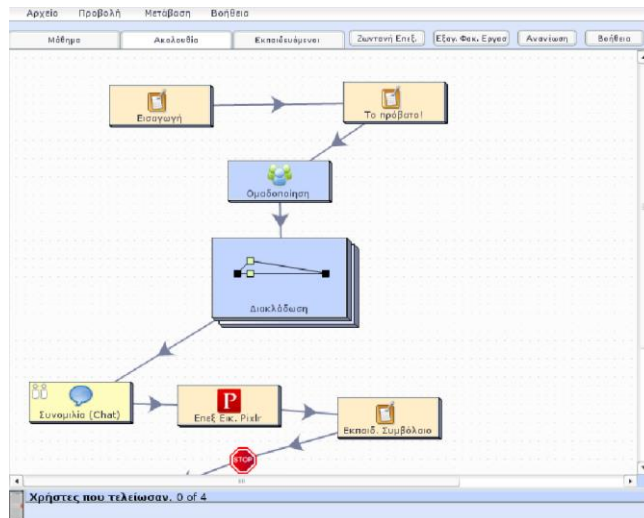 Αρχείο Προβολή Μετάβαση Βοήθεια
Μάθημα Ακολουθία Εκπαιδευόμενοι Ζωντανή Επεξ. Εξαγ. Φακ. Εργασ Ανανέωση Βοήθεια
Εισαγωγή
Το πρόβατο!
Ομαδοποίηση
Διακλάδωση
Συνομιλία (Chat)
P
Επεξ Εικ. Pixlr
Εκπαιδ. Συμβόλαιο
STOP
Χρήστες που τελείωσαν. 0 of 4